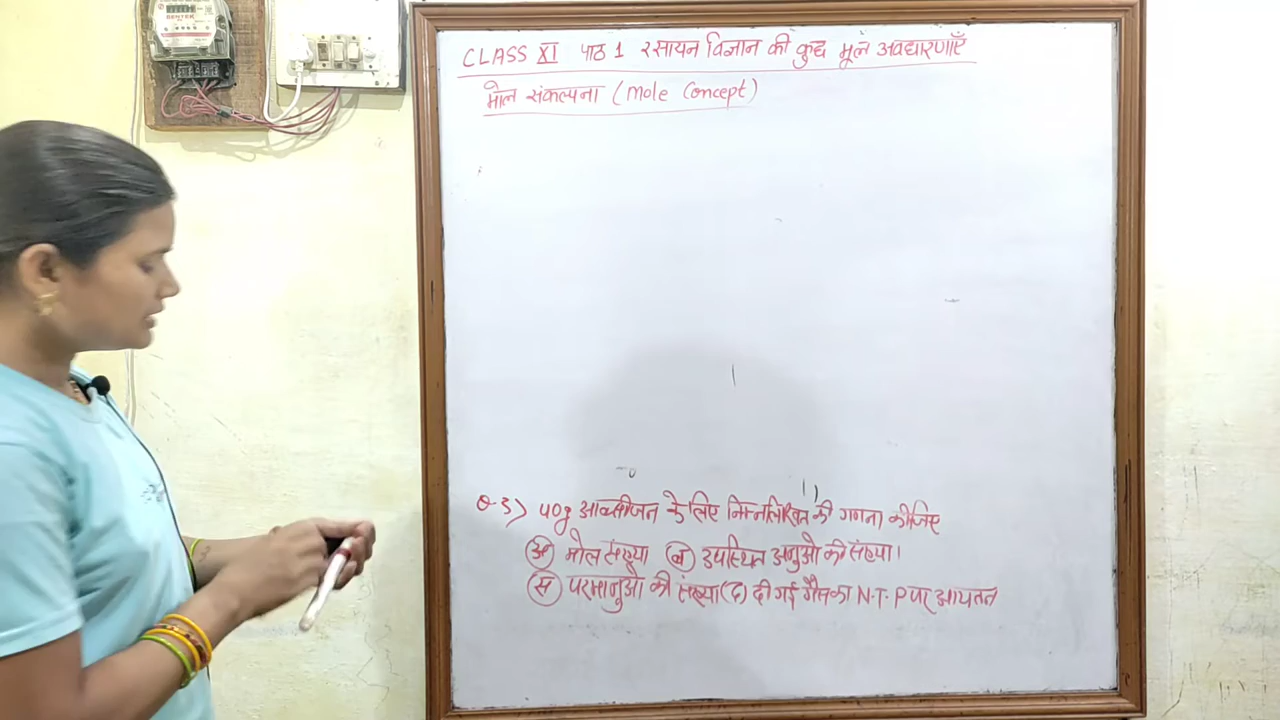 GENTEK
CLASS XI पाठ 1 रसायन विज्ञान की कुछ मूल अवधारणाएँ
मोल संकल्पना (Mole Concept)
Q-3) 40g आक्सीजन के लिए निम्नलिखित की गणना कीजिए
(अ) मोल संख्या (ब) उपस्थित अणुओ की संख्या।
(स) परमाणुओ की संख्या (द) दी गई गैस का N.T.P पर आयतन